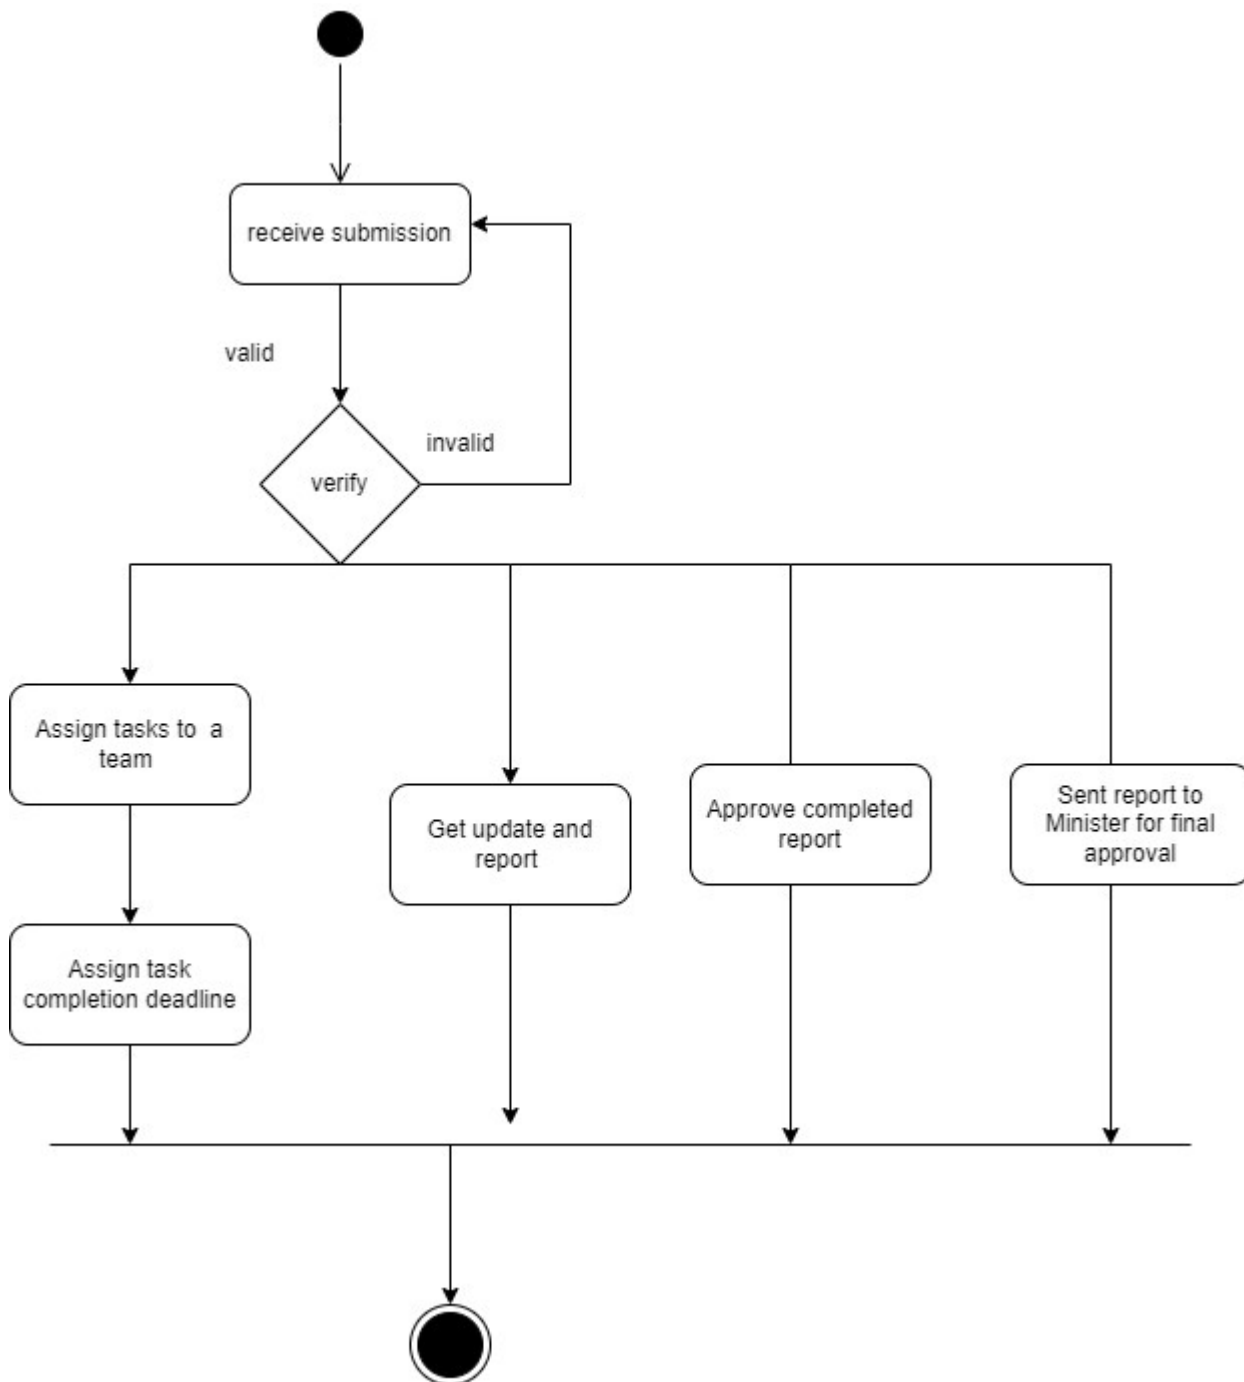 receive submission
valid
invalid
verify
Assign tasks to a
team
Get update and
report
Approve completed
report
Sent report to
Minister for final
approval
Assign task
completion deadline